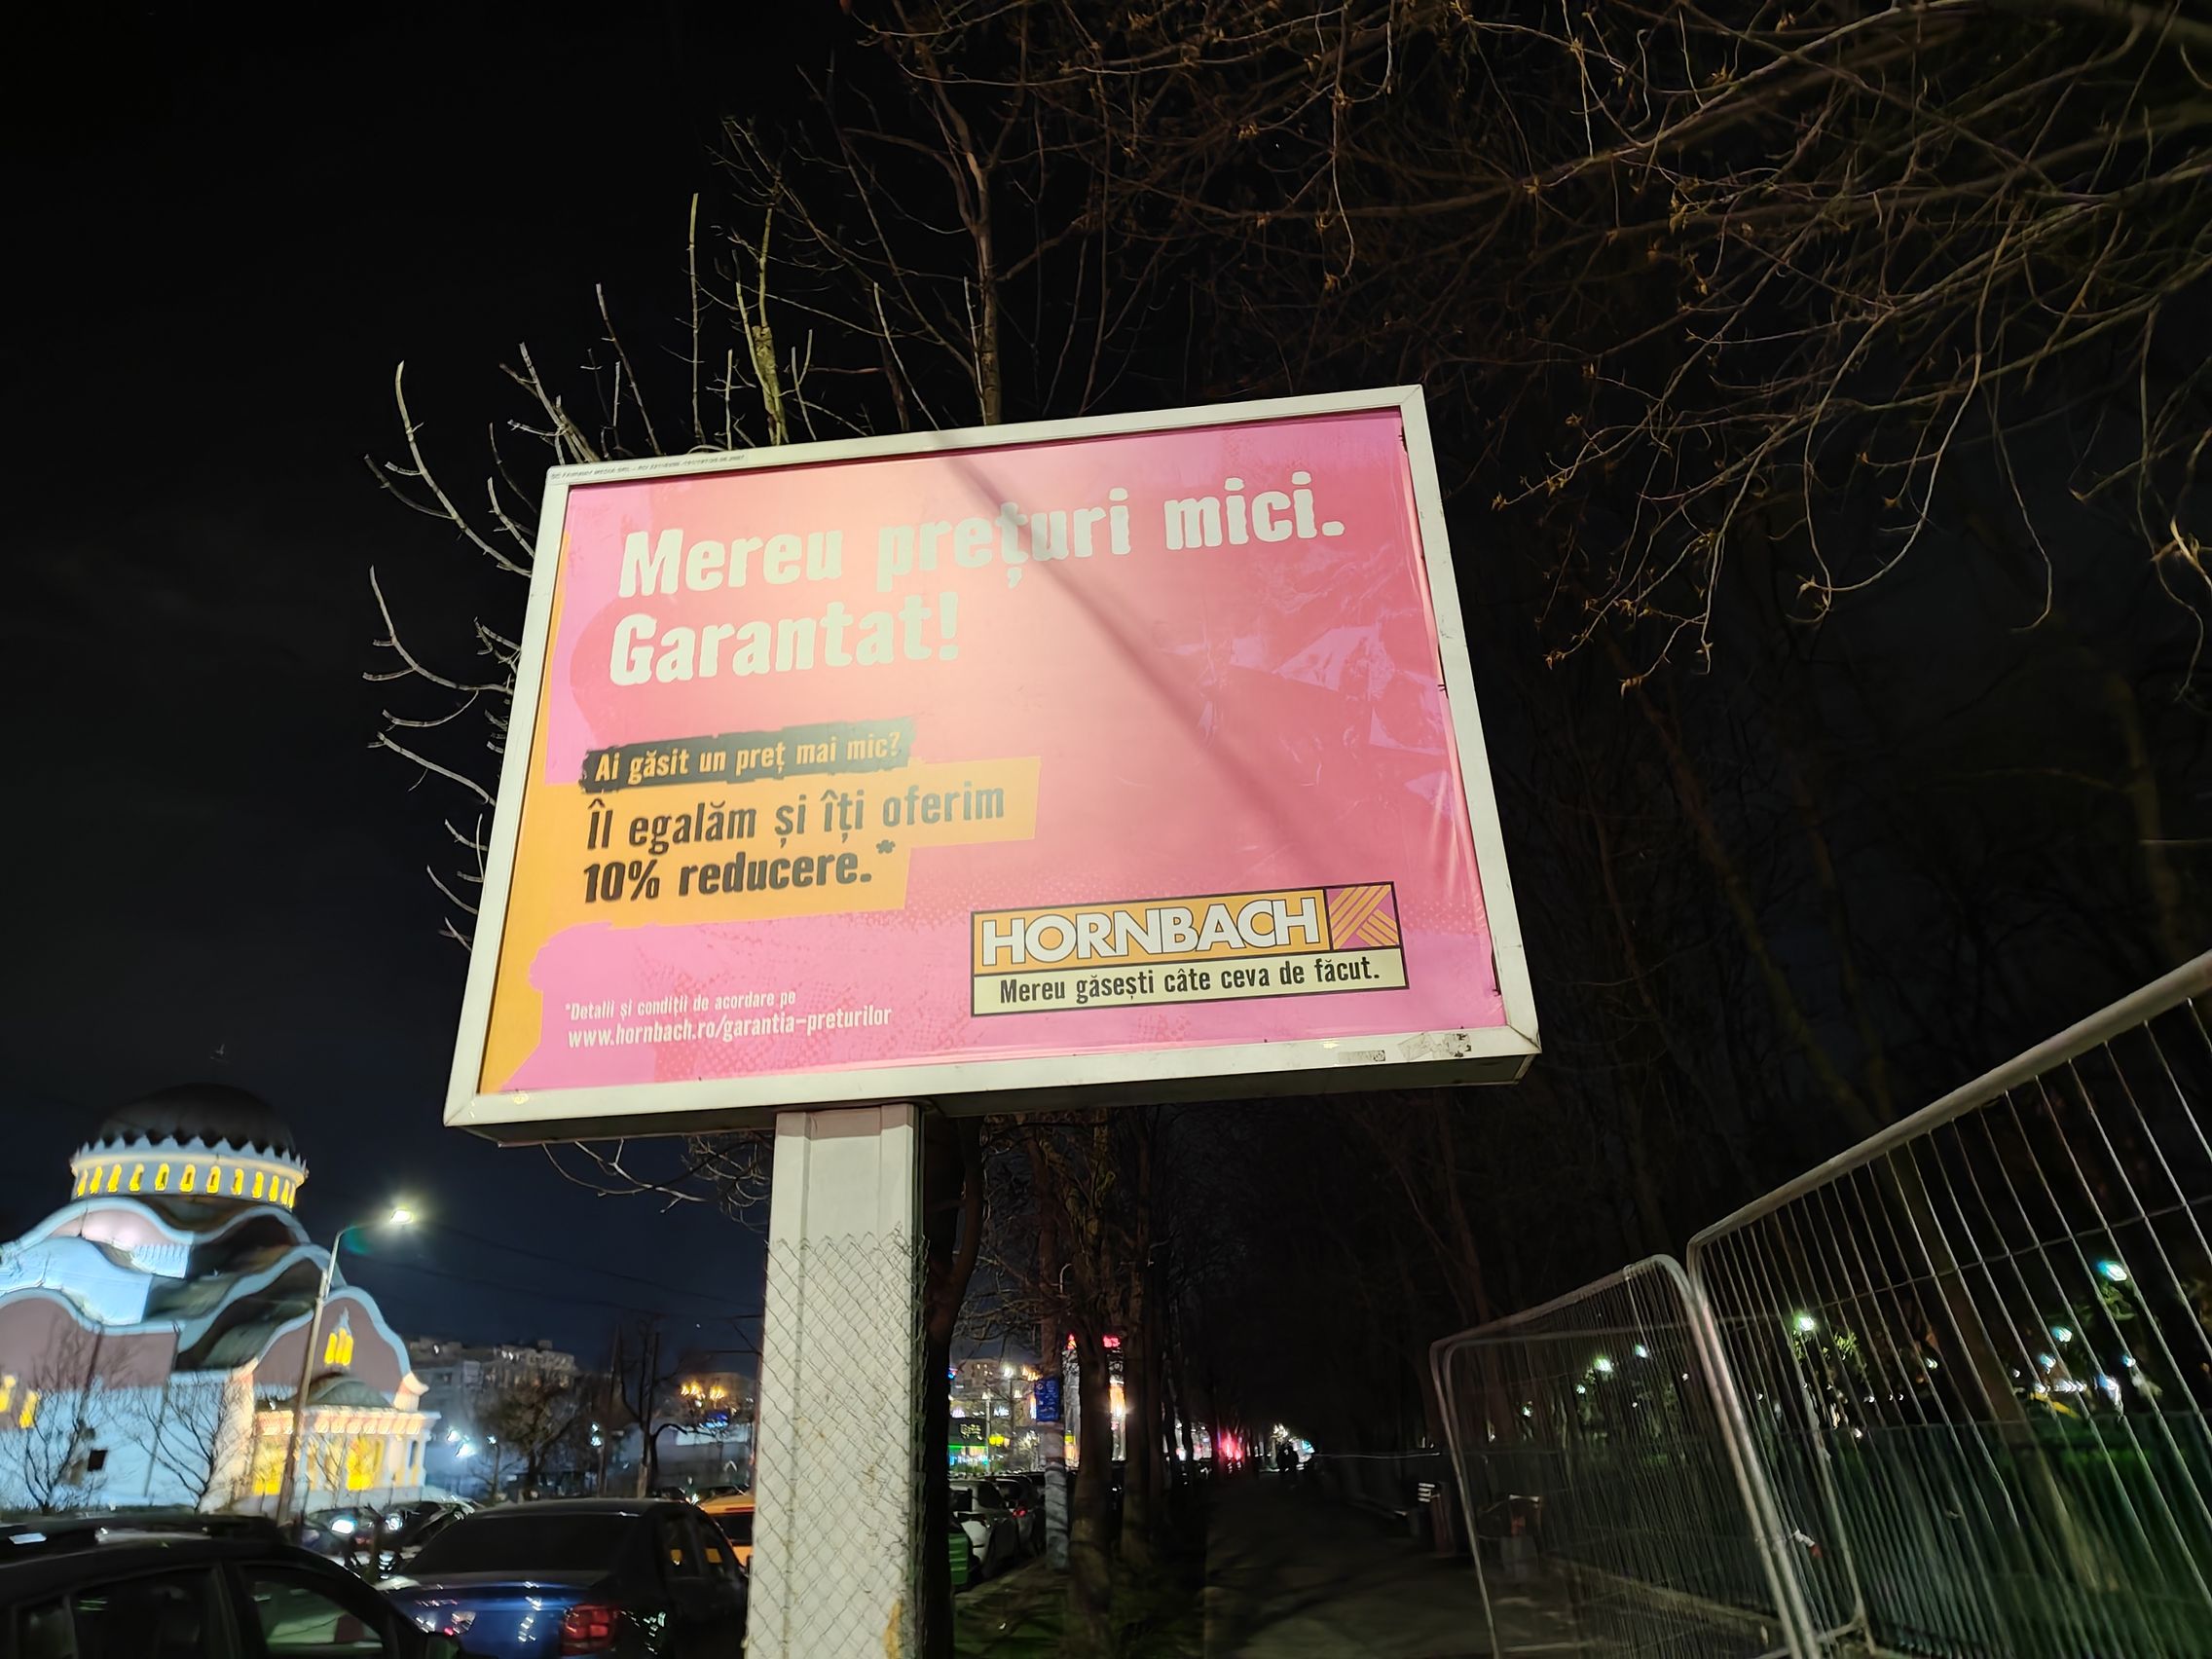 Mereu prețuri mici.
Garantat!
Ai găsit un preț mai mic?
Îl egalăm și îți oferim
10% reducere.*
HORNBACH
Mereu găsești câte ceva de făcut.
*Detalii și condiții de acordare pe
www.hornbach.ro/garantia-preturilor